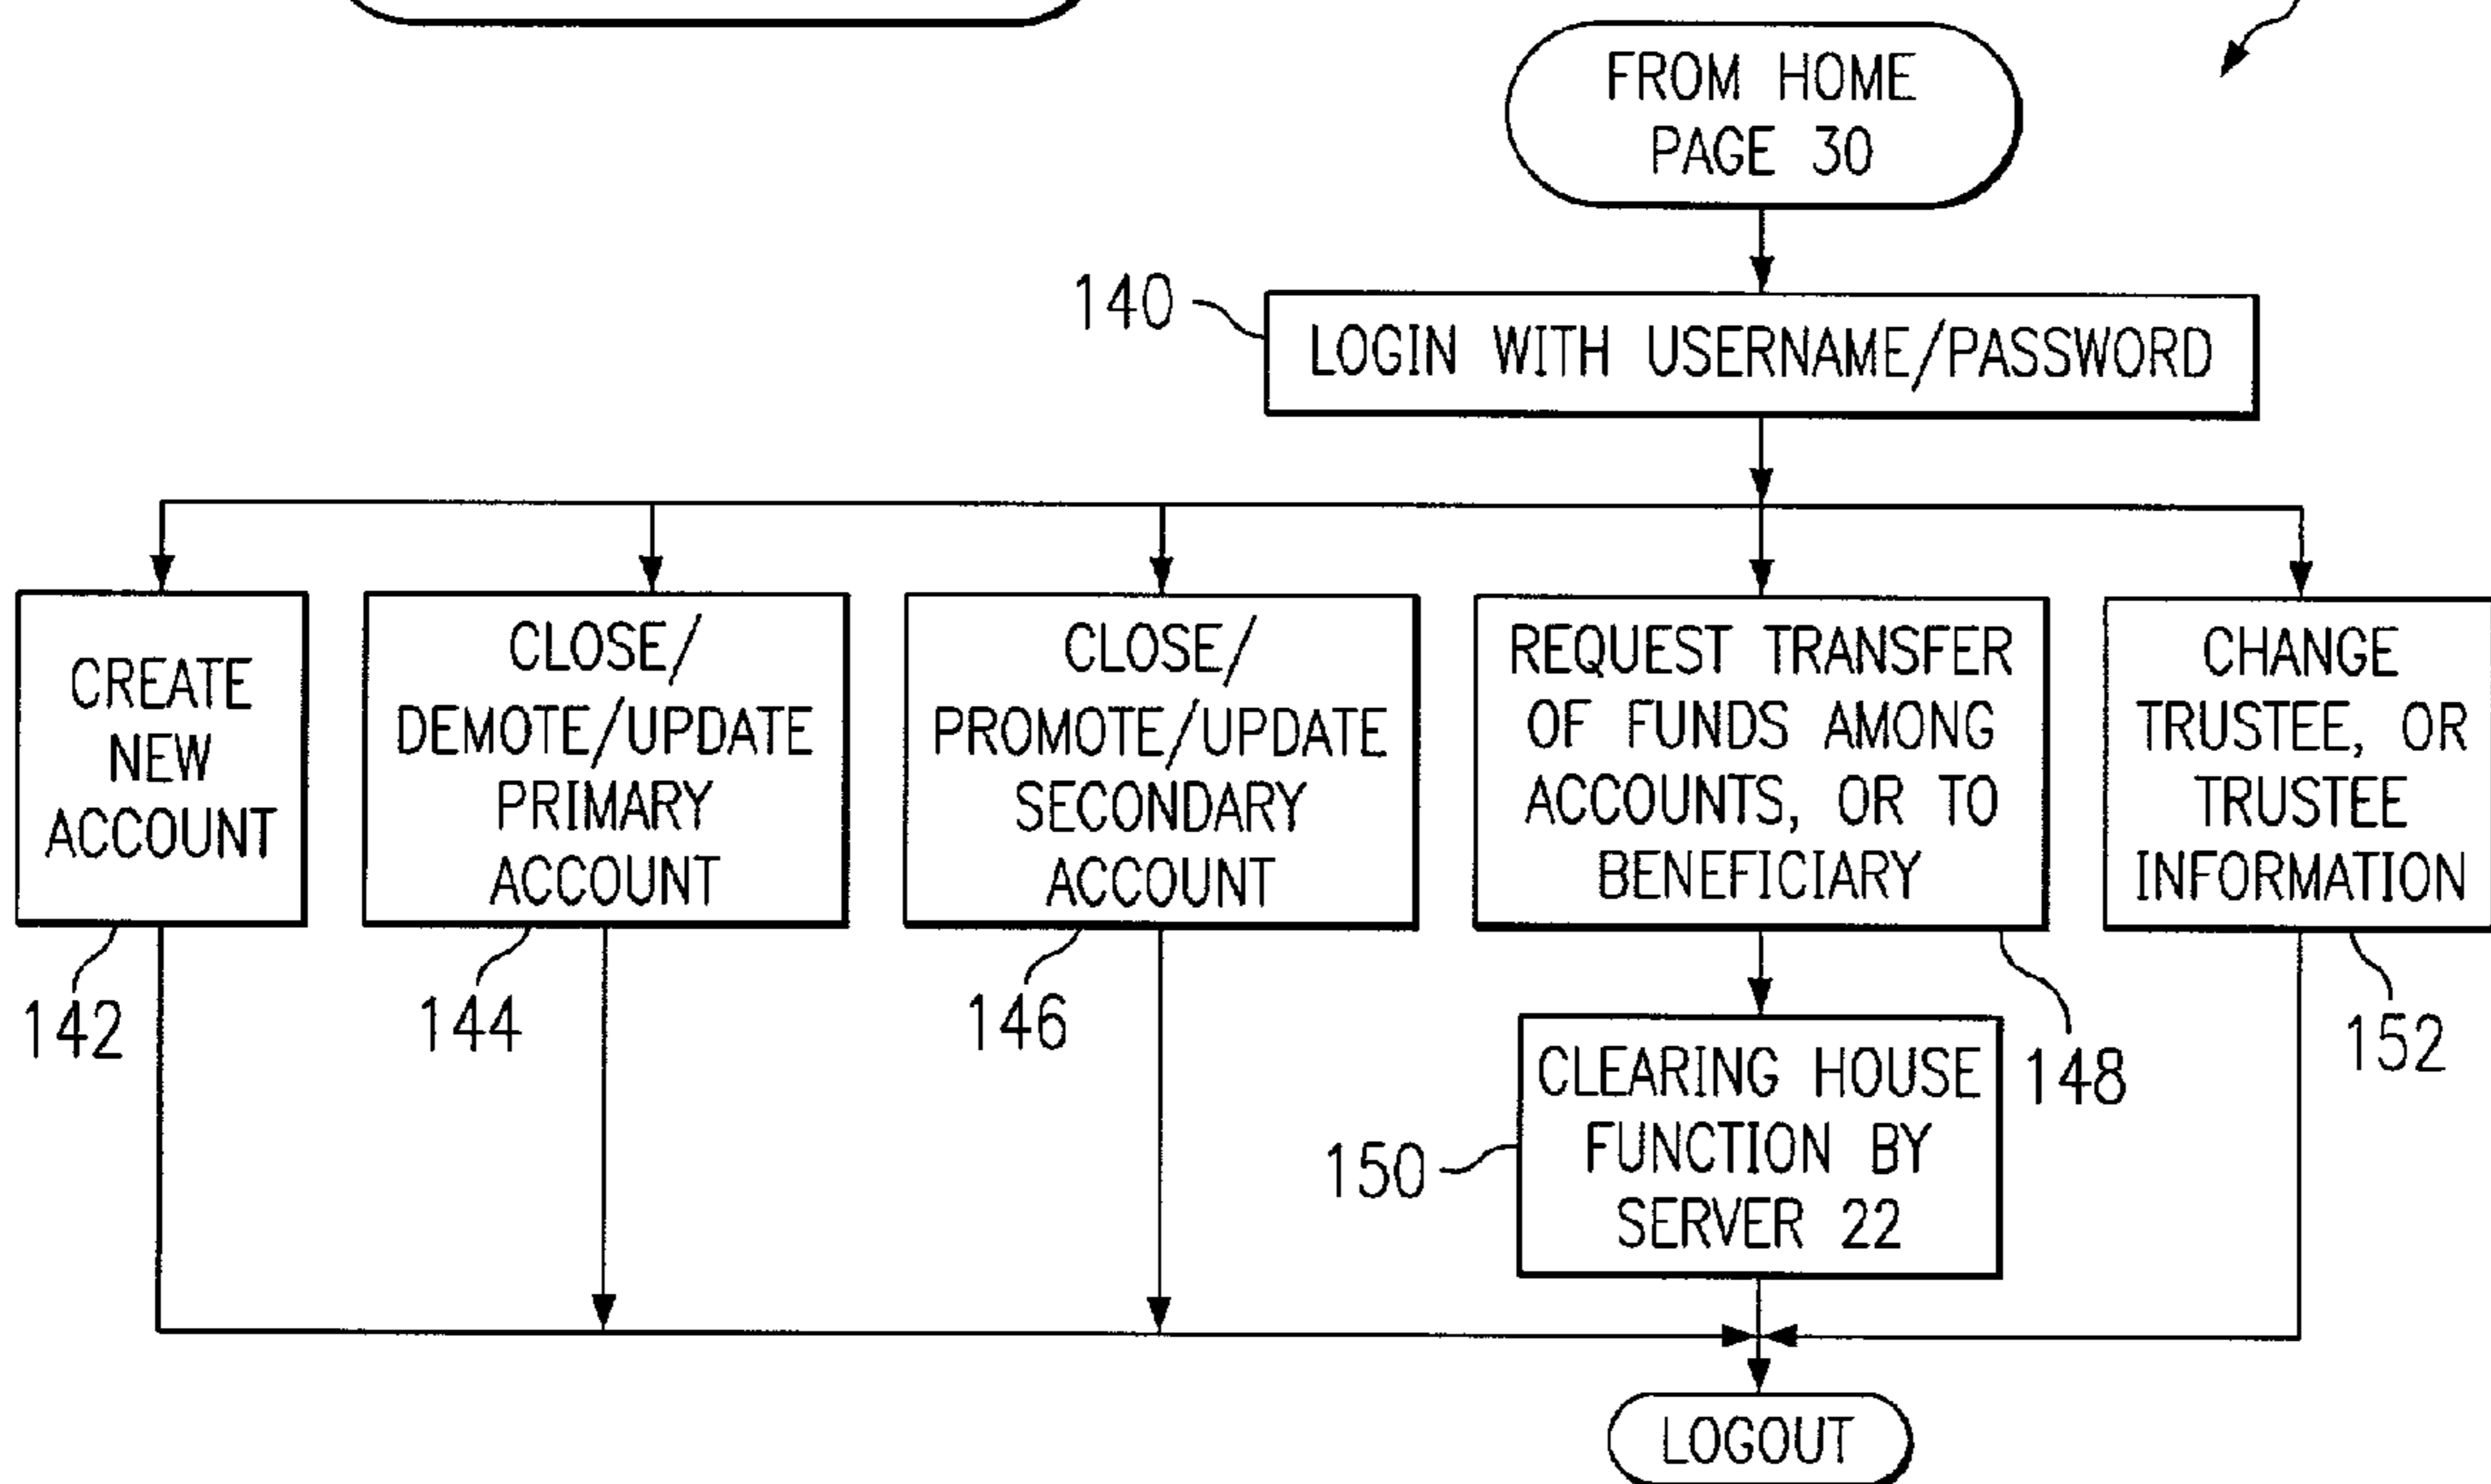 FROM HOME
PAGE 30
140
LOGIN WITH USERNAME/PASSWORD
CREATE
NEW
ACCOUNT
142
CLOSE/
DEMOTE/UPDATE
PRIMARY
ACCOUNT
144
CLOSE/
PROMOTE/UPDATE
SECONDARY
ACCOUNT
146
REQUEST TRANSFER
OF FUNDS AMONG
ACCOUNTS, OR TO
BENEFICIARY
148
CHANGE
TRUSTEE, OR
TRUSTEE
INFORMATION
152
150
CLEARING HOUSE
FUNCTION BY
SERVER 22
LOGOUT